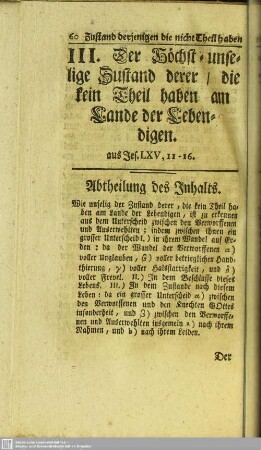 60 Zustand derjenigen die nicht Theil haben
III. Der Höchst-unse-
lige Zustand derer / die
kein Theil haben am
Lande der Leben-
digen.
aus Jes. LXV, 11-16.
Abtheilung des Inhalts.
Wie unselig der Zustand derer, die kein Theil ha-
ben am Lande der Lebendigen, ist zu erkennen
aus dem Unterscheid zwischen den Verworffenen
und Auserwehlten; indem zwischen ihnen ein
grosser Unterscheid I.) in ihrem Wandel auf Er-
den: da der Wandel der Verworffenen
voller Unglauben, voller betrieglicher Hand-
thierung, voller Halsstarrigkeit, und
voller Frevel. II.) In dem Beschlusse dieses
Lebens. III.) In dem Zustande nach diesem
Leben: da ein grosser Unterscheid zwischen
des Verworffenen und den Knechten GOttes
insonderheit, und zwischen den Verworffe-
nen und Auserwehlten insgemein a) nach ihrem
Nahmen, und b) nach ihrem Leiden.
Der